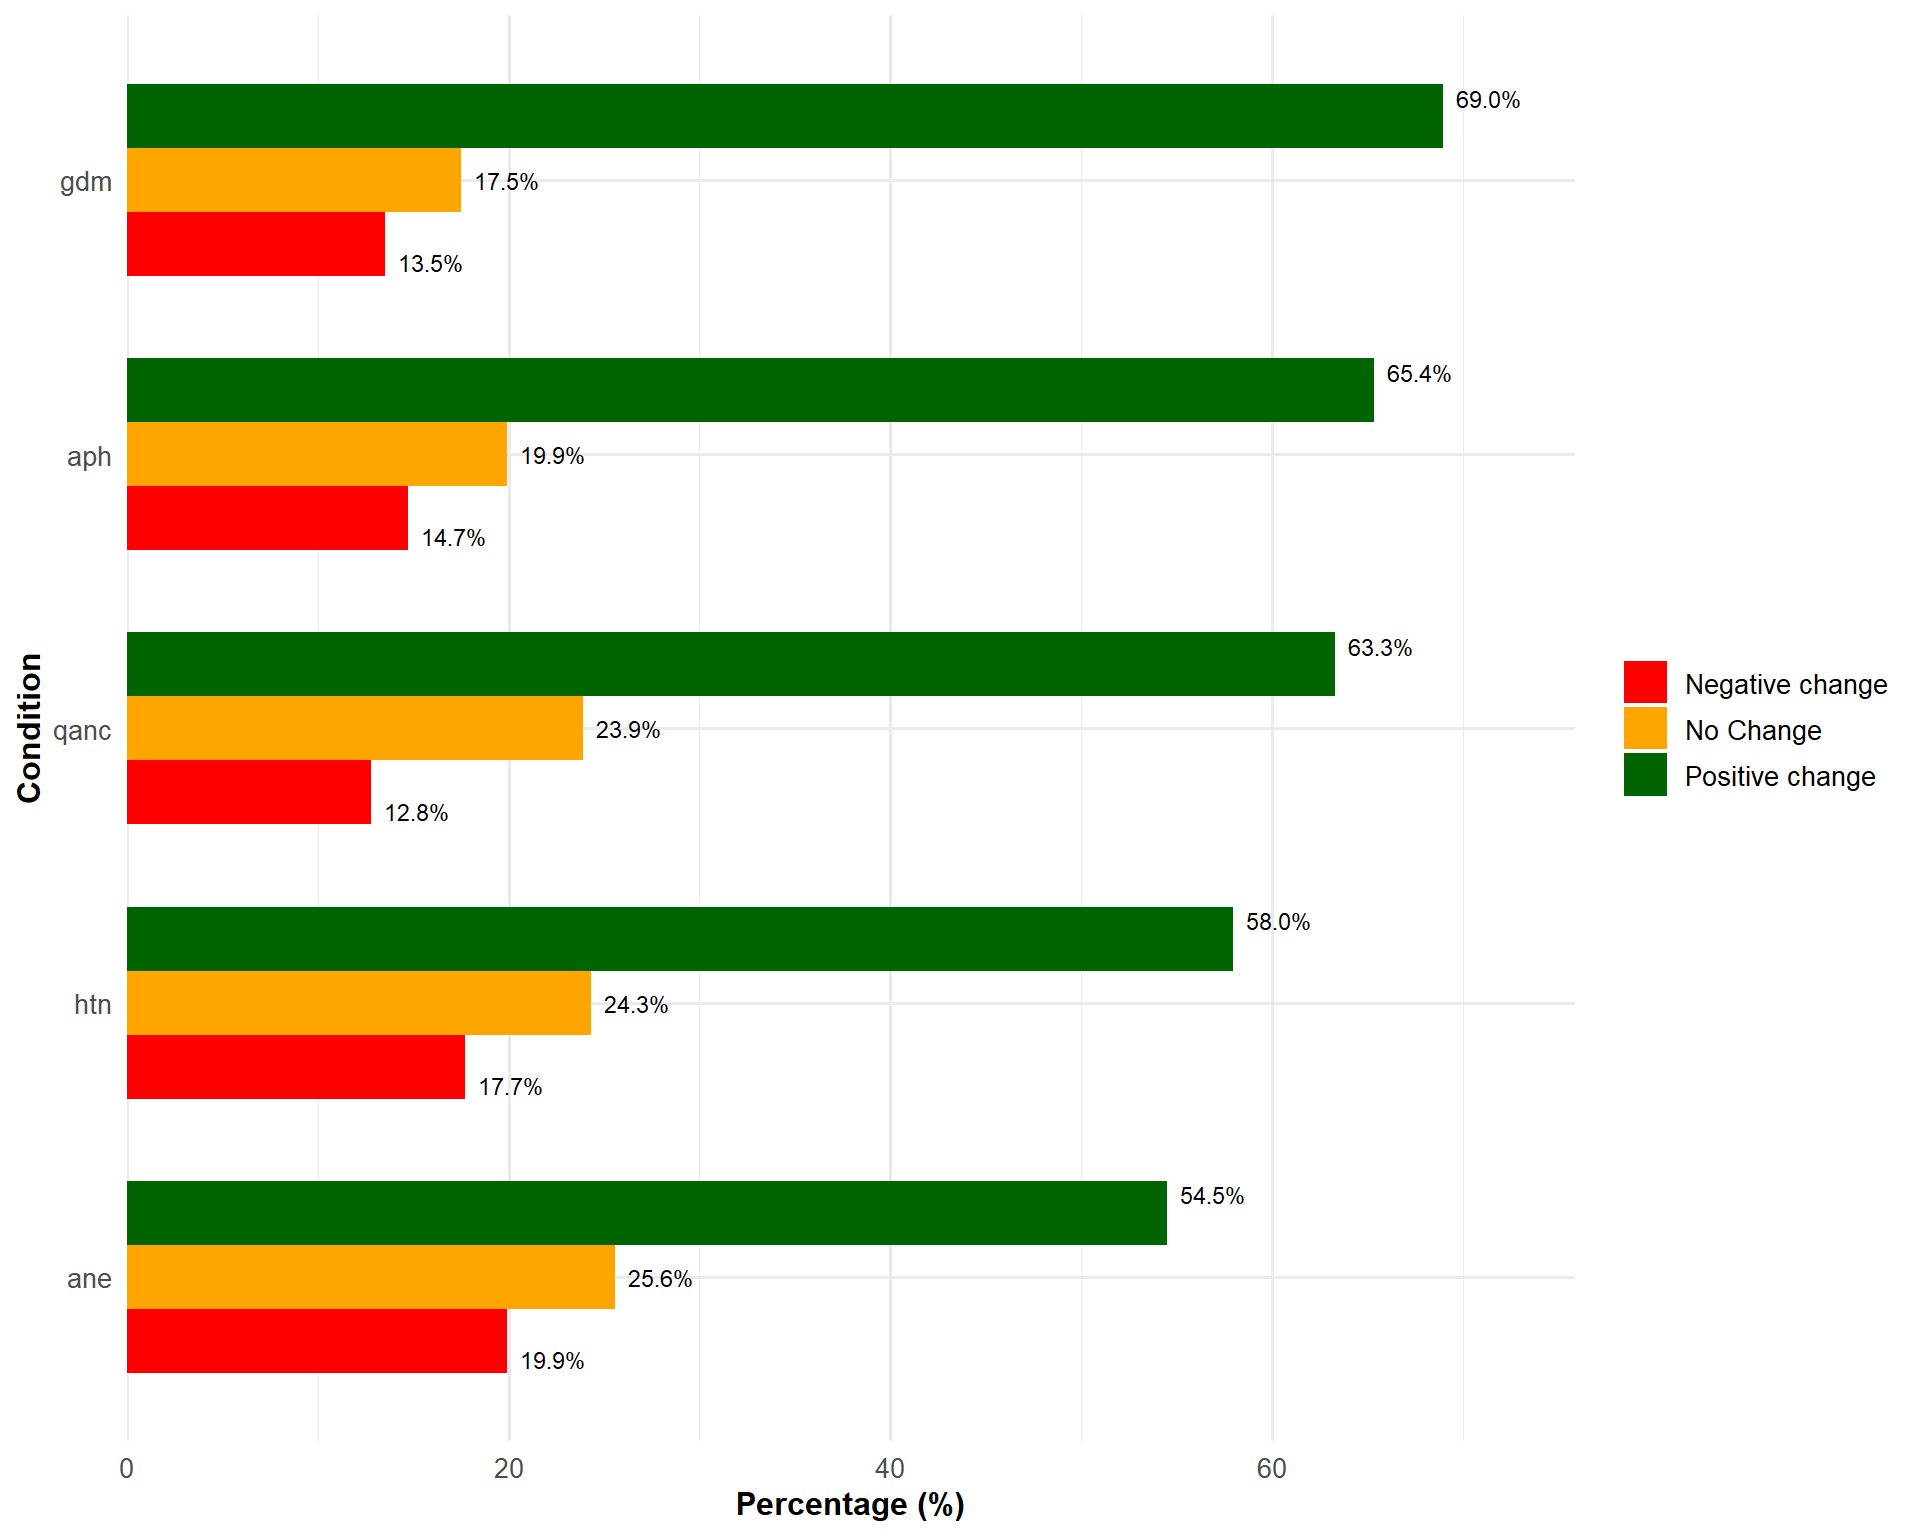 69.0%
gdm
17.5%
13.5%
65.4%
aph
19.9%
14.7%
63.3%
qanc
23.9%
12.8%
58.0%
htn
24.3%
17.7%
54.5%
ane
25.6%
19.9%
Condition
0
20
40
60
Percentage (%)
Negative change
No Change
Positive change